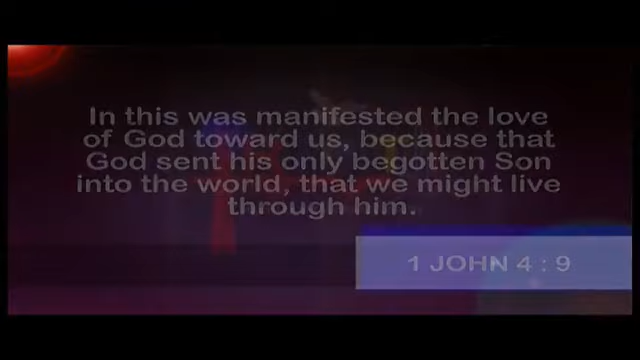 In this was manifested the love
of God toward us, because that
God sent his only begotten Son
into the world, that we might live
through him.
1 JOHN 4 : 9